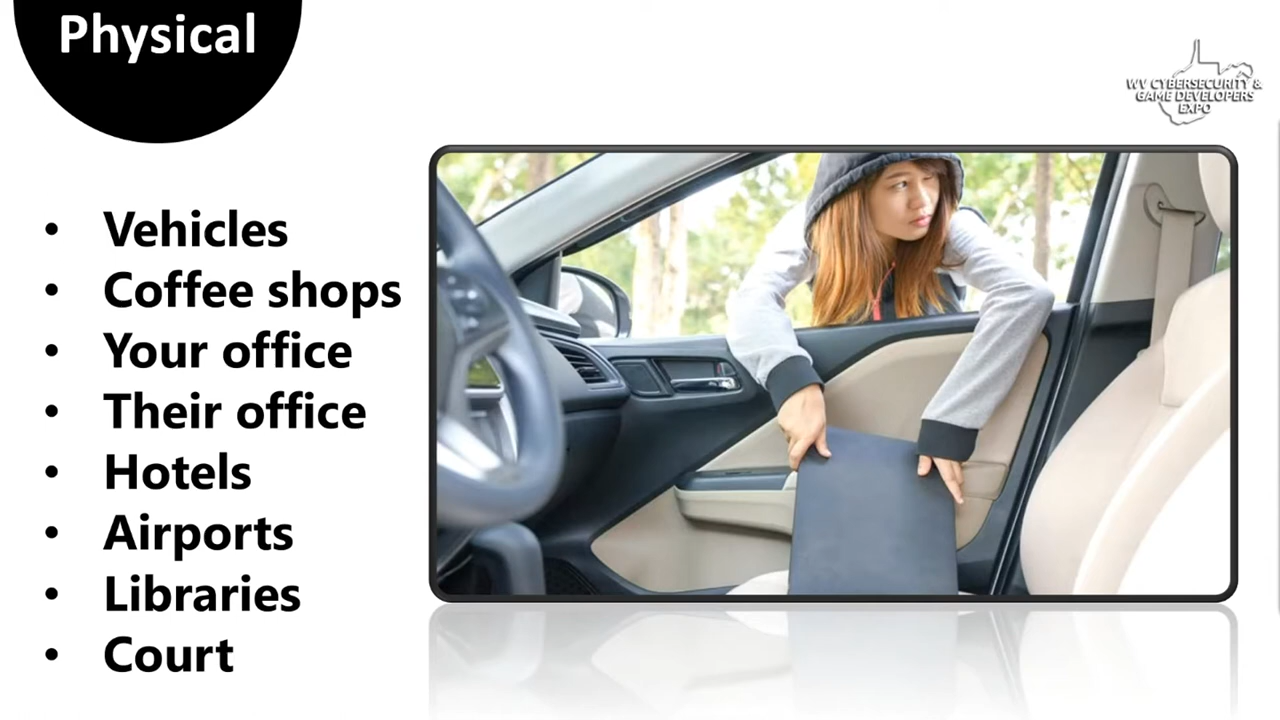 Physical
WV CYBERSECURITY &
GAME DEVELOPERS
EXPO
• Vehicles
• Coffee shops
• Your office
• Their office
• Hotels
• Airports
• Libraries
• Court